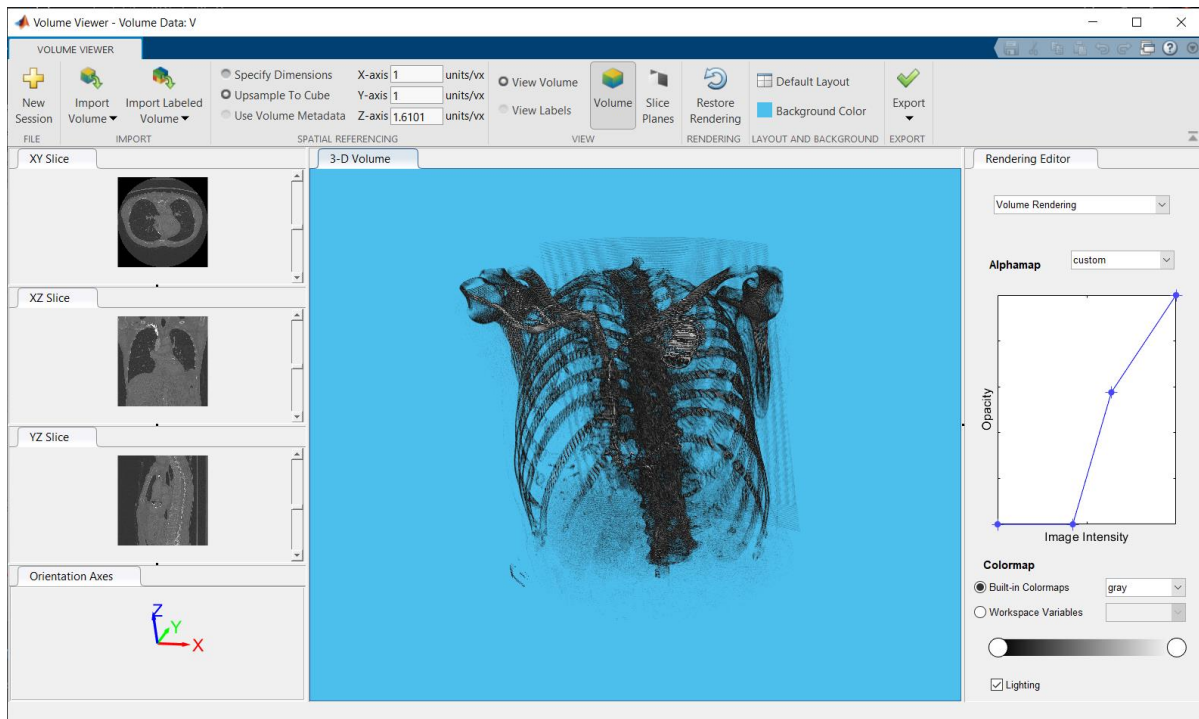 Volume Viewer - Volume Data: V
VOLUME VIEWER
New Session
Import Volume
Import Labeled Volume
Specify Dimensions
Upsample To Cube
Use Volume Metadata
X-axis 1 units/vx
Y-axis 1 units/vx
Z-axis 1.6101 units/vx
View Volume
View Labels
Volume
Slice Planes
Restore Rendering
Default Layout
Background Color
Export
FILE
IMPORT
SPATIAL REFERENCING
VIEW
RENDERING
LAYOUT AND BACKGROUND
EXPORT
XY Slice
XZ Slice
YZ Slice
Orientation Axes
Z
Y
X
3-D Volume
Rendering Editor
Volume Rendering
Alphamap custom
Opacity
Image Intensity
Colormap
Built-in Colormaps gray
Workspace Variables
Lighting